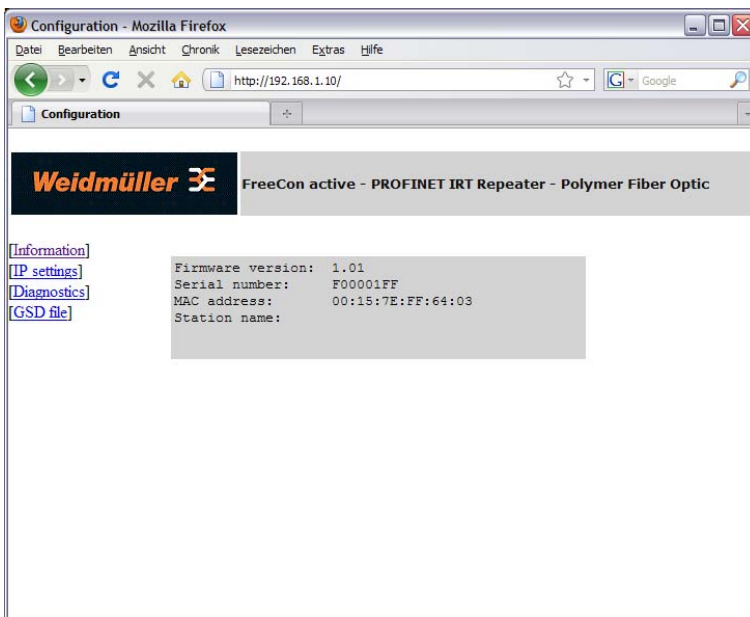 Configuration - Mozilla Firefox
Datei Bearbeiten Ansicht Chronik Lesezeichen Extras Hilfe
http://192.168.1.10/
G Google
Configuration
Weidmüller
FreeCon active - PROFINET IRT Repeater - Polymer Fiber Optic
[Information]
[IP settings]
[Diagnostics]
[GSD file]
Firmware version: 1.01
Serial number: F00001FF
MAC address: 00:15:7E:FF:64:03
Station name: